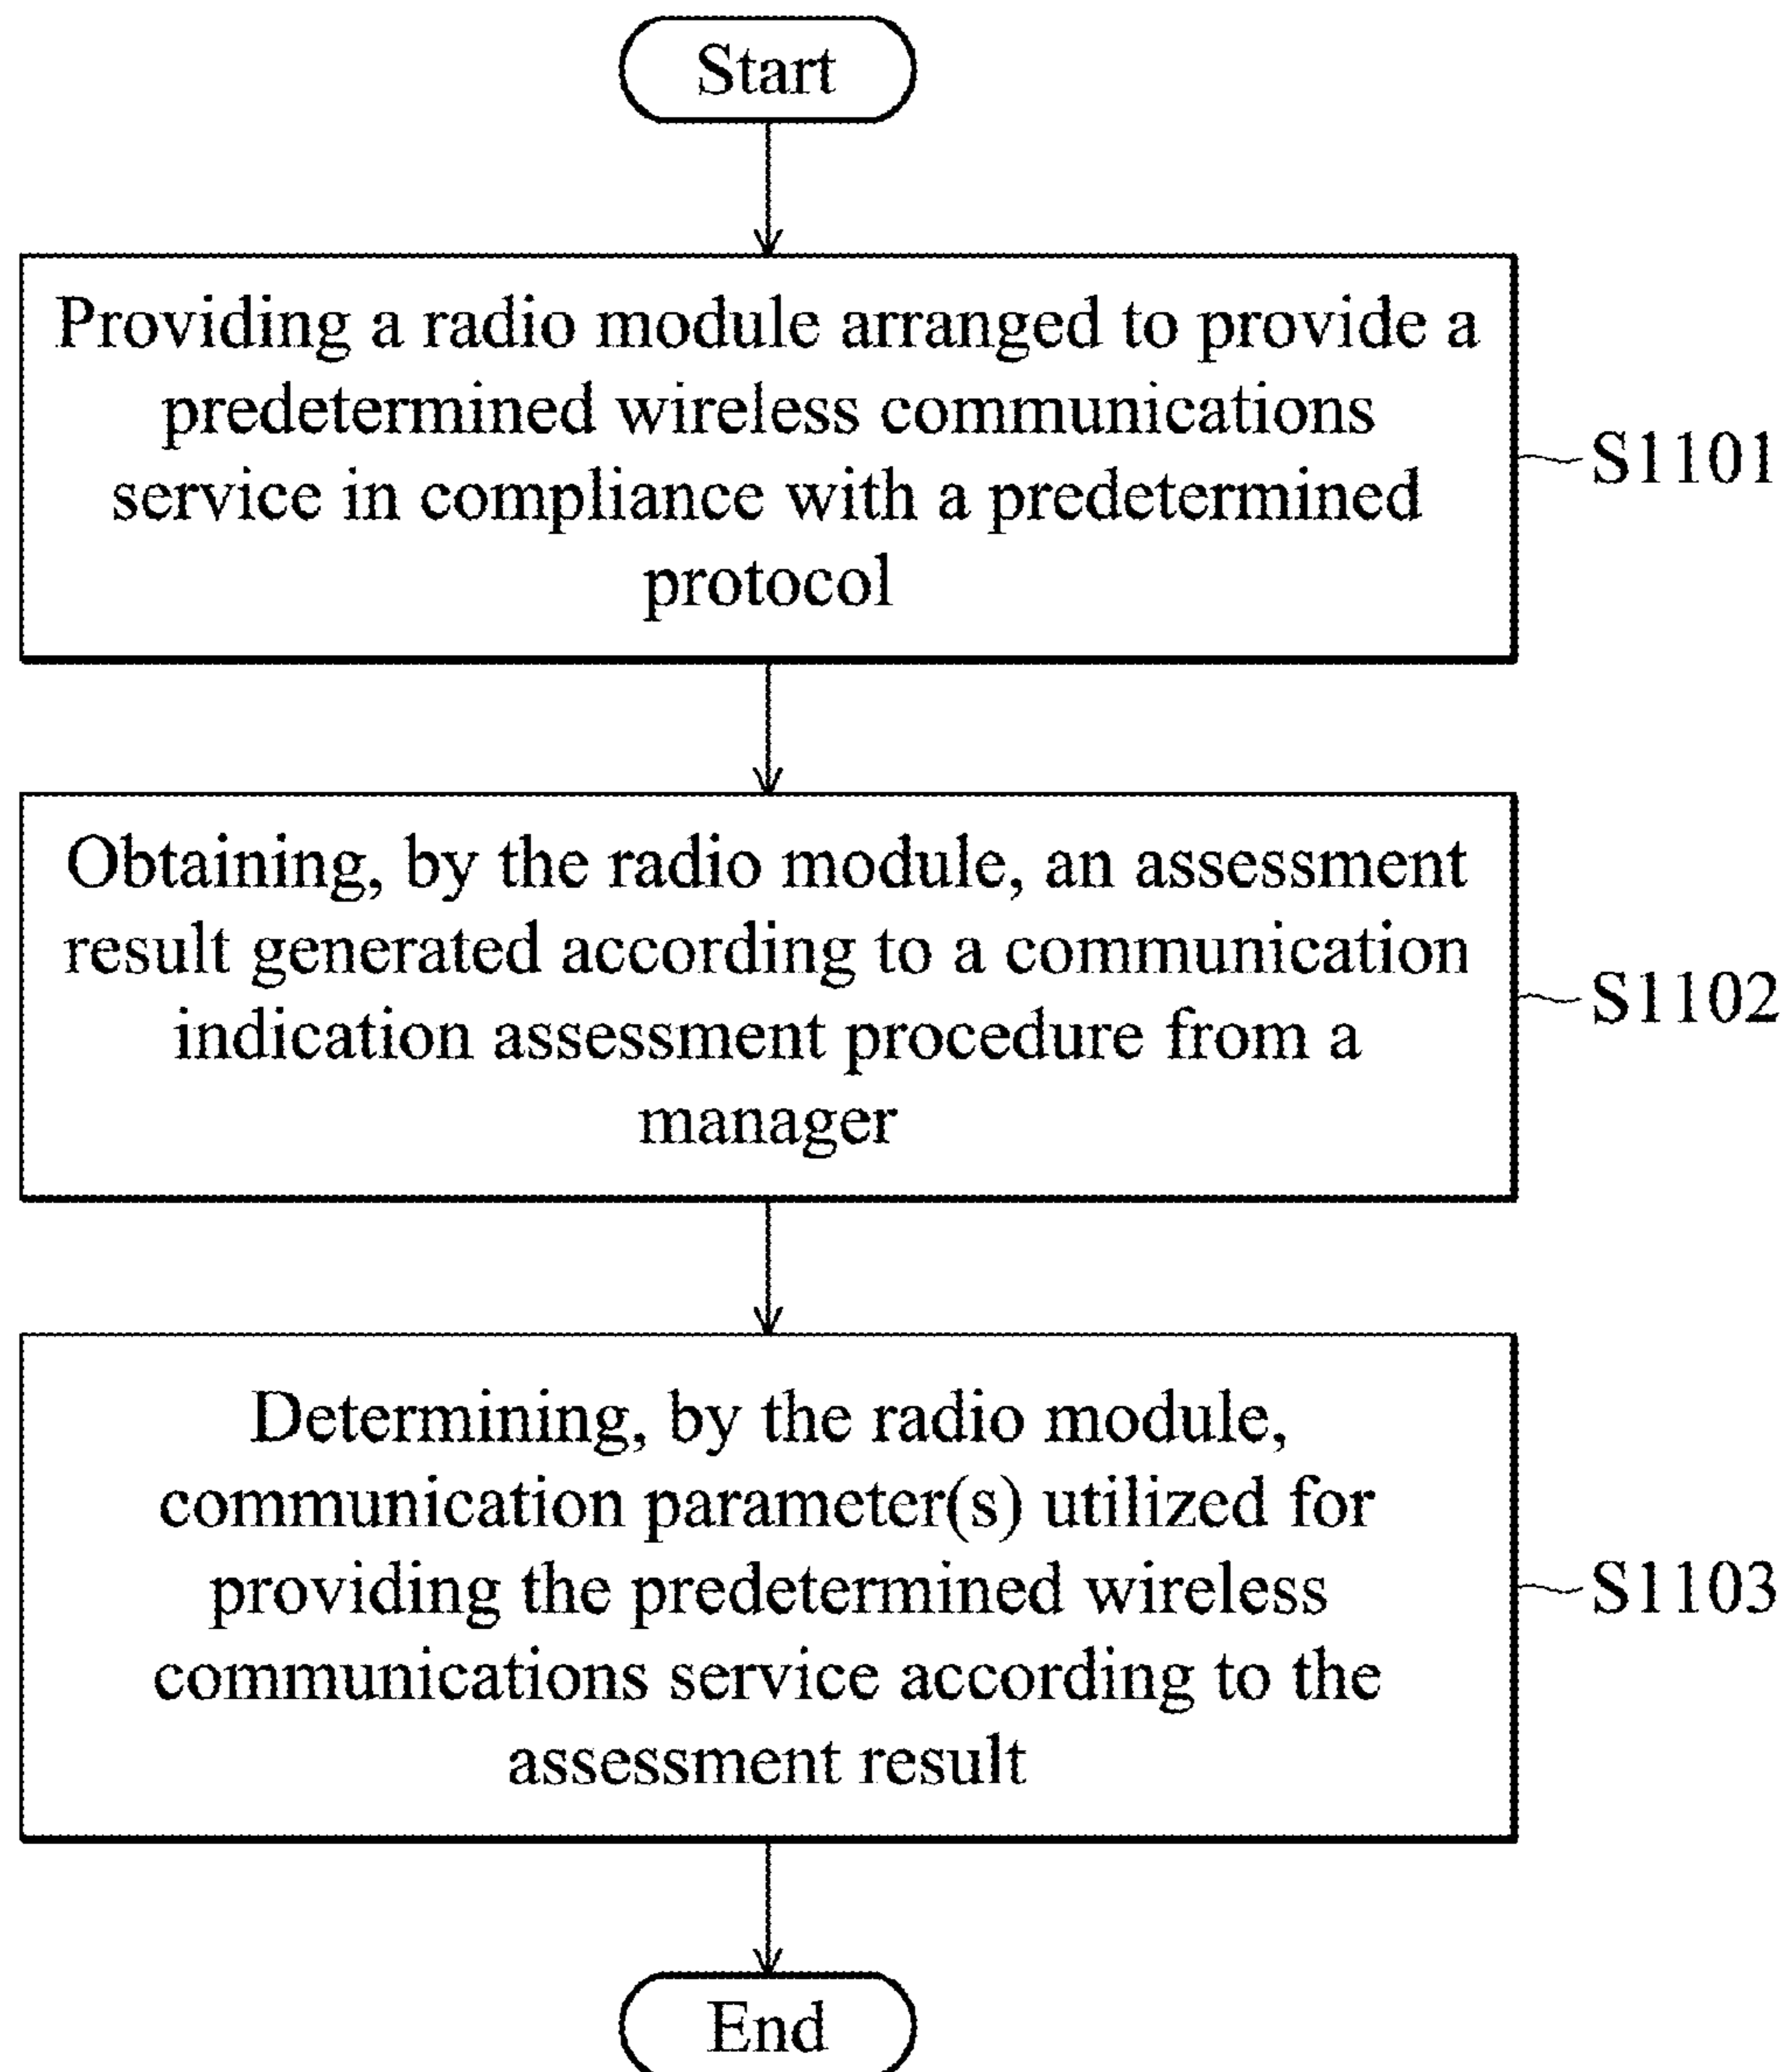 Start
Providing a radio module arranged to provide a
predetermined wireless communications
service in compliance with a predetermined
protocol
S1101
Obtaining, by the radio module, an assessment
result generated according to a communication
indication assessment procedure from a
manager
S1102
Determining, by the radio module,
communication parameter(s) utilized for
providing the predetermined wireless
communications service according to the
assessment result
S1103
End